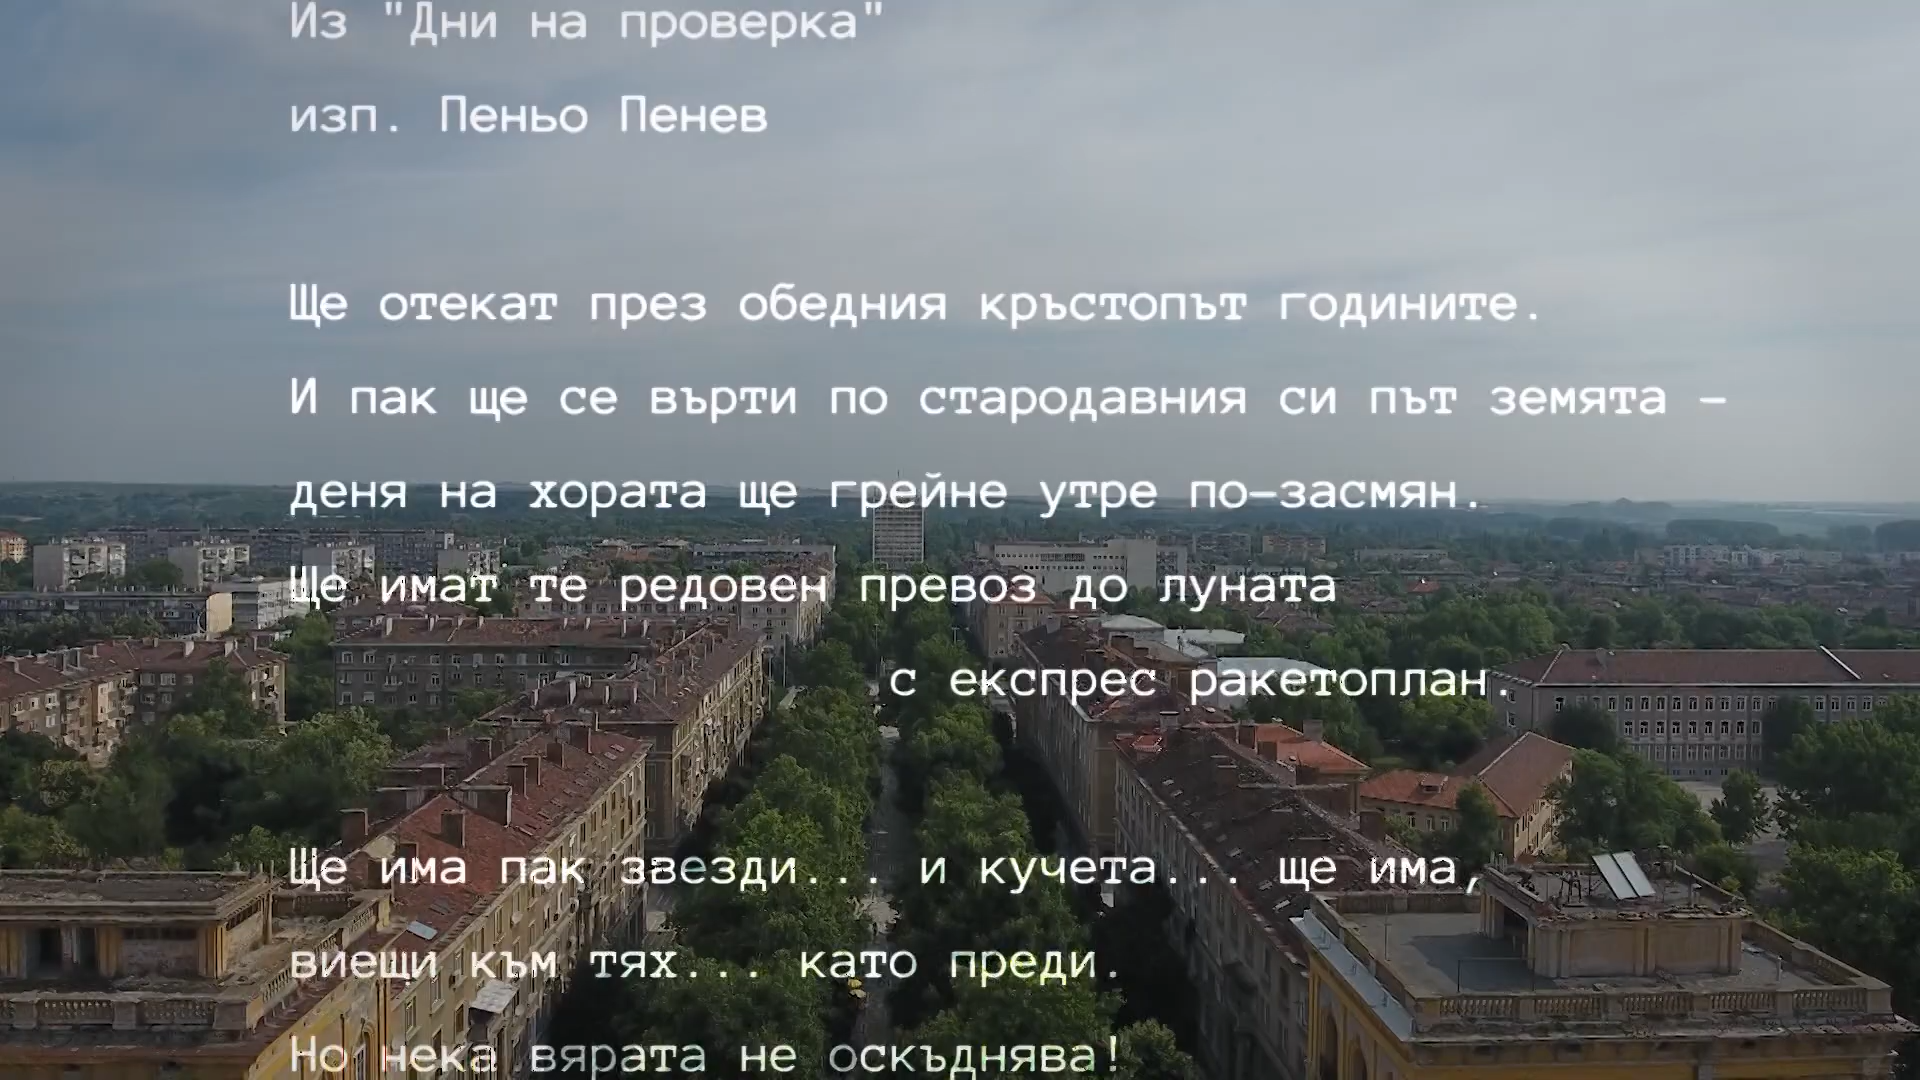 Из "Дни на проверка"
изп. Пеньо Пенев
Ще отекат през обедния кръстопът годините.
И пак ще се върти по стародавния си път земята -
деня на хората ще грейне утре по-засмян.
Ще имат те редовен превоз до луната
с експрес ракетоплан.
Ще има пак звезди... и кучета... ще има,
виещи към тях... като преди.
Но нека вярата не оскъднява!